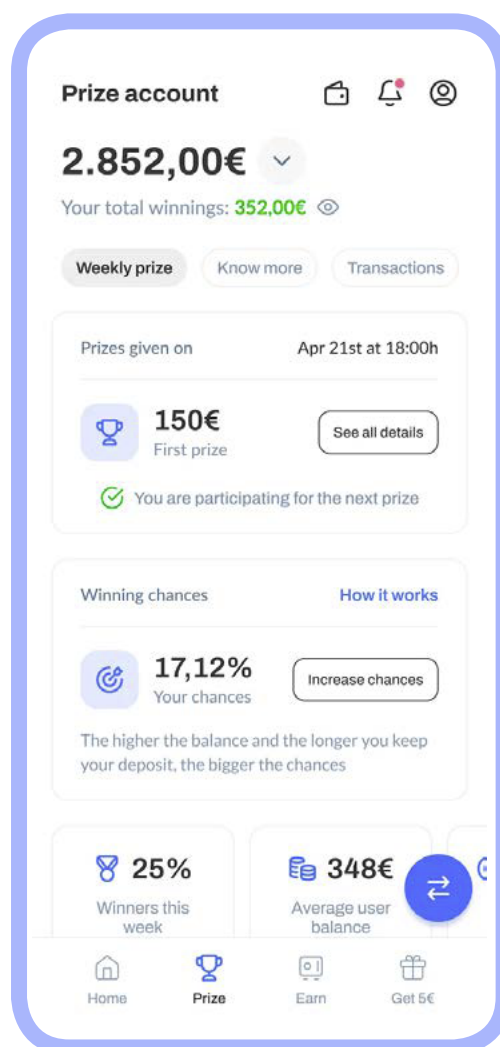 Prize account
2.852,00€
Your total winnings: 352,00€
Weekly prize Know more Transactions
Prizes given on Apr 21st at 18:00h
150€
First prize
See all details
You are participating for the next prize
Winning chances How it works
17,12%
Your chances
Increase chances
The higher the balance and the longer you keep
your deposit, the bigger the chances
25%
Winners this
week
348€
Average user
balance
Home Prize Earn Get 5€